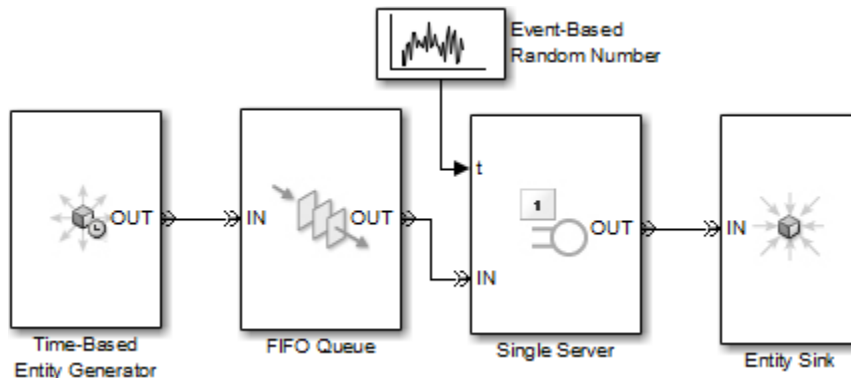 Event-Based
Random Number
t
1
OUT
IN
OUT
OUT
IN
IN
Time-Based
Entity Generator
FIFO Queue
Single Server
Entity Sink